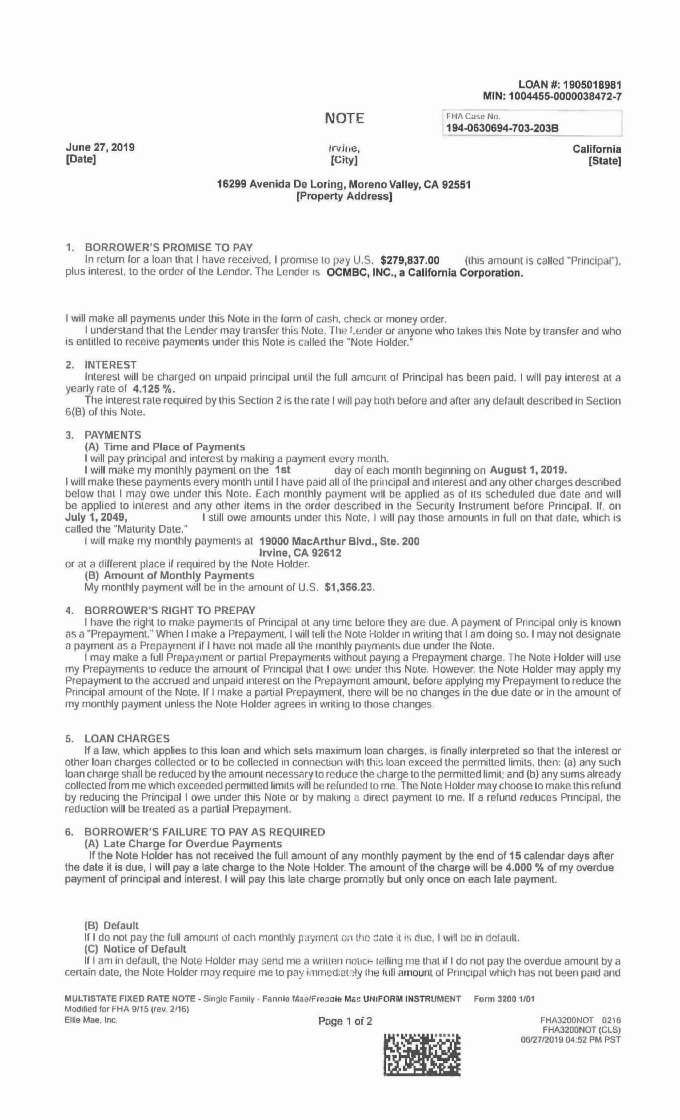 LOAN #: 1905018981
MIN: 1004455-0000038472-7
NOTE
FHA Case No.
194-0630694-703-203B
June 27, 2019
[Date]
Irvine,
[City]
California
[State]
16299 Avenida De Loring, Moreno Valley, CA 92551
[Property Address]
1. BORROWER'S PROMISE TO PAY
In return for a loan that I have received, I promise to pay U.S. $279,837.00 (this amount is called "Principal"),
plus interest, to the order of the Lender. The Lender is OCMBC, INC., a California Corporation.
I will make all payments under this Note in the form of cash, check or money order.
I understand that the Lender may transfer this Note. The Lender or anyone who takes this Note by transfer and who
is entitled to receive payments under this Note is called the "Note Holder."
2. INTEREST
Interest will be charged on unpaid principal until the full amount of Principal has been paid. I will pay interest at a
yearly rate of 4.125 %.
The interest rate required by this Section 2 is the rate I will pay both before and after any default described in Section
6(B) of this Note.
3. PAYMENTS
(A) Time and Place of Payments
I will pay principal and interest by making a payment every month.
I will make my monthly payment on the 1st day of each month beginning on August 1, 2019.
I will make these payments every month until I have paid all of the principal and interest and any other charges described
below that I may owe under this Note. Each monthly payment will be applied as of its scheduled due date and will
be applied to interest and any other items in the order described in the Security Instrument before Principal. If, on
July 1, 2049, I still owe amounts under this Note, I will pay those amounts in full on that date, which is
called the "Maturity Date."
I will make my monthly payments at 19000 MacArthur Blvd., Ste. 200
Irvine, CA 92612
or at a different place if required by the Note Holder.
(B) Amount of Monthly Payments
My monthly payment will be in the amount of U.S. $1,356.23.
4. BORROWER'S RIGHT TO PREPAY
I have the right to make payments of Principal at any time before they are due. A payment of Principal only is known
as a "Prepayment." When I make a Prepayment, I will tell the Note Holder in writing that I am doing so. I may not designate
a payment as a Prepayment if I have not made all the monthly payments due under the Note.
I may make a full Prepayment or partial Prepayments without paying a Prepayment charge. The Note Holder will use
my Prepayments to reduce the amount of Principal that I owe under this Note. However, the Note Holder may apply my
Prepayment to the accrued and unpaid interest on the Prepayment amount, before applying my Prepayment to reduce the
Principal amount of the Note. If I make a partial Prepayment, there will be no changes in the due date or in the amount of
my monthly payment unless the Note Holder agrees in writing to those changes.
5. LOAN CHARGES
If a law, which applies to this loan and which sets maximum loan charges, is finally interpreted so that the interest or
other loan charges collected or to be collected in connection with this loan exceed the permitted limits, then: (a) any such
loan charge shall be reduced by the amount necessary to reduce the charge to the permitted limit; and (b) any sums already
collected from me which exceeded permitted limits will be refunded to me. The Note Holder may choose to make this refund
by reducing the Principal I owe under this Note or by making a direct payment to me. If a refund reduces Principal, the
reduction will be treated as a partial Prepayment.
6. BORROWER'S FAILURE TO PAY AS REQUIRED
(A) Late Charge for Overdue Payments
If the Note Holder has not received the full amount of any monthly payment by the end of 15 calendar days after
the date it is due, I will pay a late charge to the Note Holder. The amount of the charge will be 4.000 % of my overdue
payment of principal and interest. I will pay this late charge promptly but only once on each late payment.
(B) Default
If I do not pay the full amount of each monthly payment on the date it is due, I will be in default.
(C) Notice of Default
If I am in default, the Note Holder may send me a written notice telling me that if I do not pay the overdue amount by a
certain date, the Note Holder may require me to pay immediately the full amount of Principal which has not been paid and
MULTISTATE FIXED RATE NOTE - Single Family - Fannie Mae/Freddie Mac UNIFORM INSTRUMENT Form 3200 1/01
Modified for FHA 9/15 (rev. 2/16)
Ellie Mae, Inc.
Page 1 of 2
FHA3200NOT 0216
FHA3200NOT (CLS)
06/27/2019 04:52 PM PST